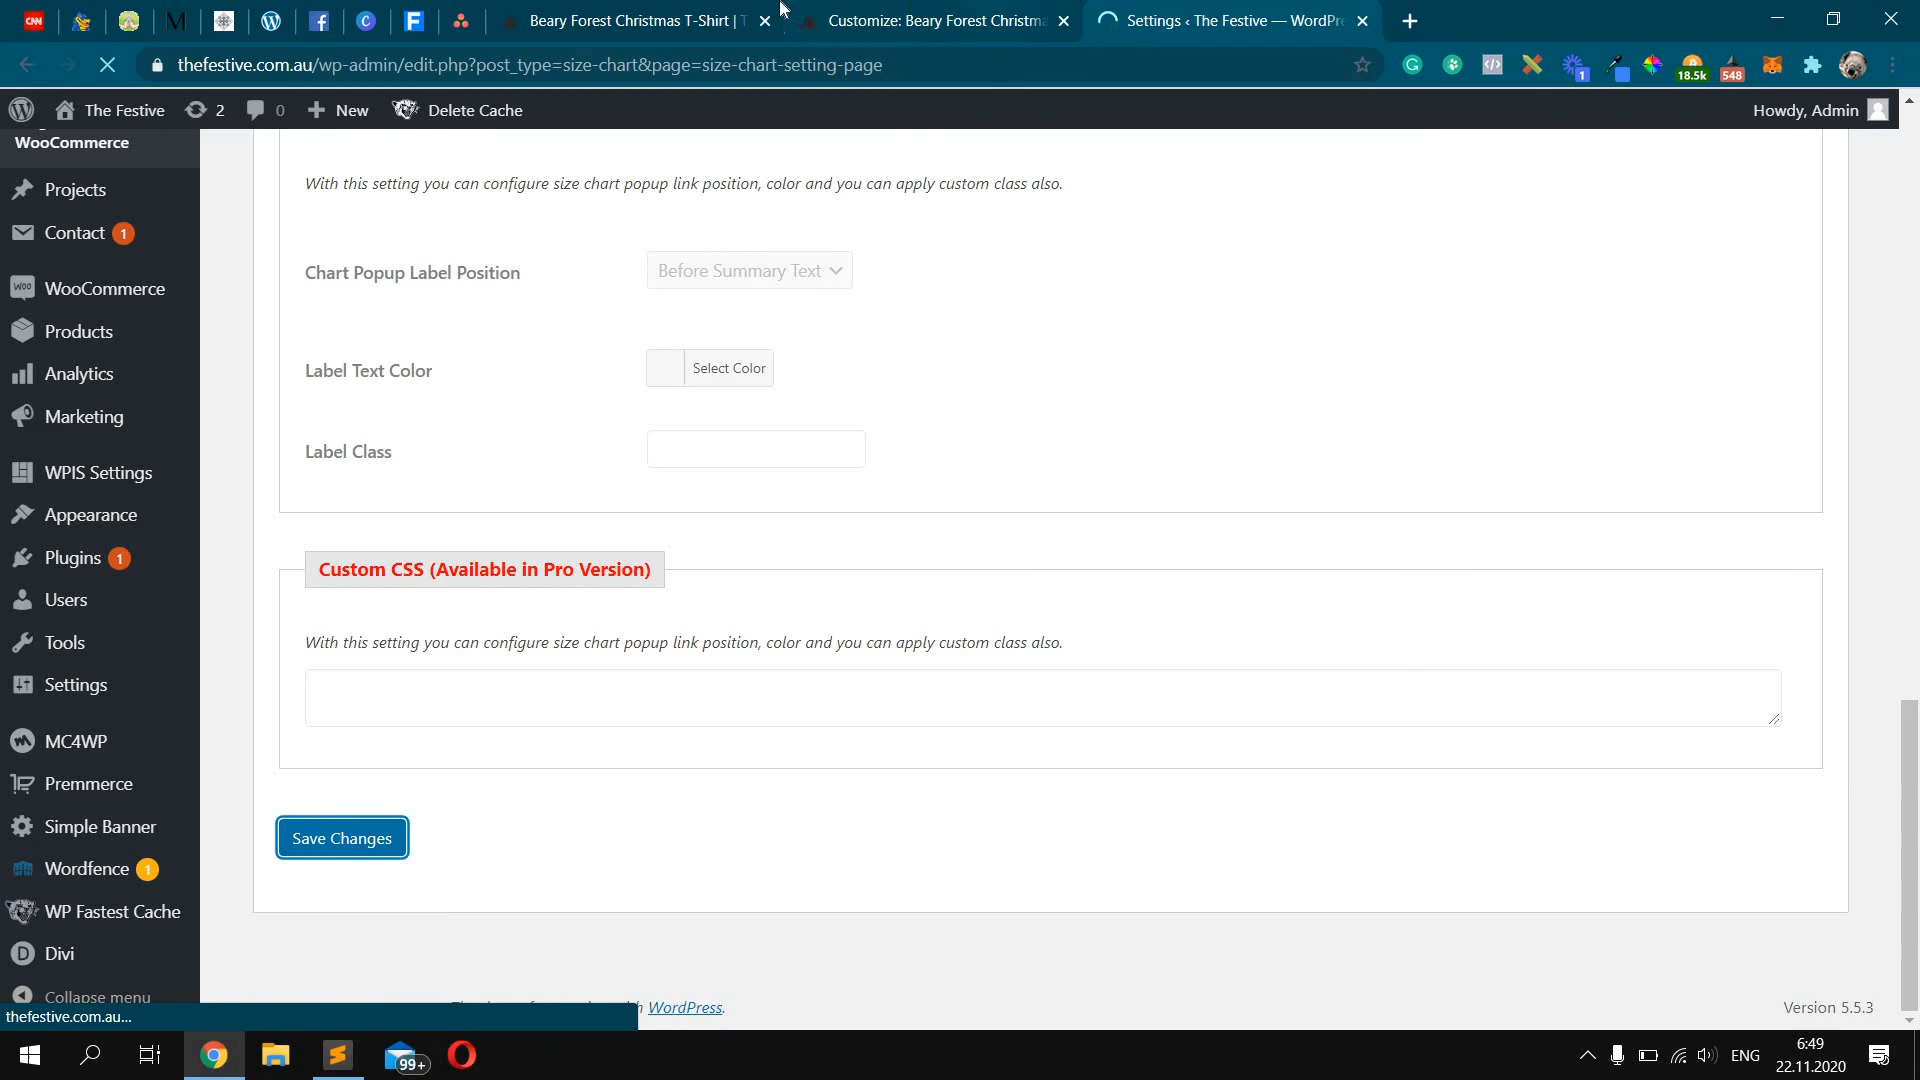 CNN
Beary Forest Christmas T-Shirt | T
Customize: Beary Forest Christma
Settings ‹ The Festive — WordPre
thefestive.com.au/wp-admin/edit.php?post_type=size-chart&page=size-chart-setting-page
1
18.5k
548
The Festive
2
0
New
Delete Cache
Howdy, Admin
WooCommerce
Projects
Contact 1
WooCommerce
Products
Analytics
Marketing
WPIS Settings
Appearance
Plugins 1
Users
Tools
Settings
MC4WP
Premmerce
Simple Banner
Wordfence 1
WP Fastest Cache
Divi
Collapse menu
With this setting you can configure size chart popup link position, color and you can apply custom class also.
Chart Popup Label Position
Before Summary Text
Label Text Color
Select Color
Label Class
Custom CSS (Available in Pro Version)
With this setting you can configure size chart popup link position, color and you can apply custom class also.
Save Changes
WordPress.
Version 5.5.3
thefestive.com.au...
99+
ENG
6:49
22.11.2020